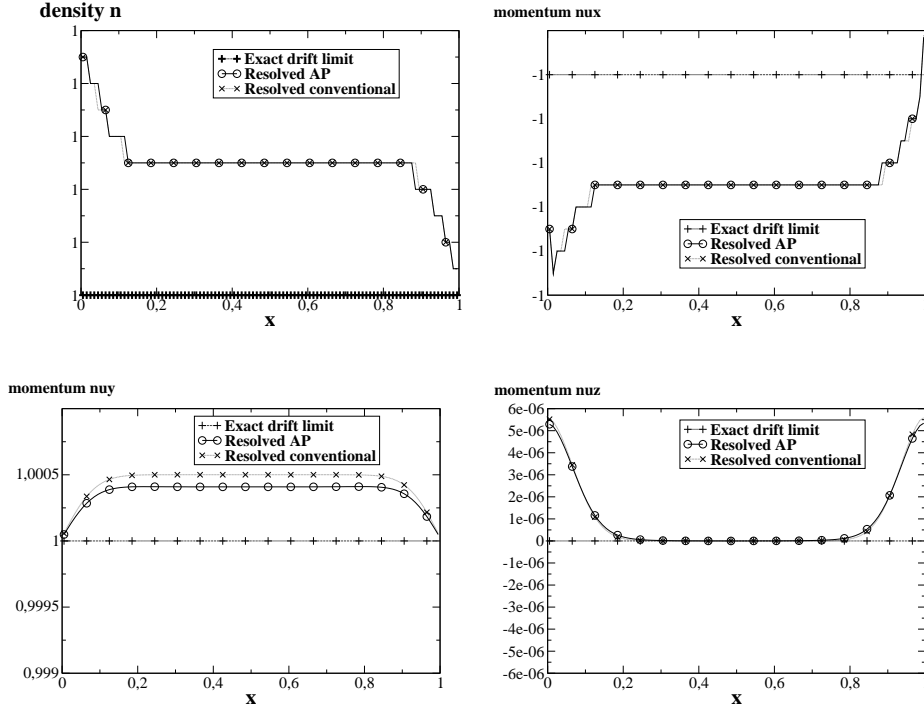 density n
1
1
1
1
1
1
0
0,2
0,4
0,6
0,8
1
x
Exact drift limit
Resolved AP
Resolved conventional
momentum nux
-1
-1
-1
-1
-1
-1
0
0,2
0,4
0,6
0,8
x
Exact drift limit
Resolved AP
Resolved conventional
momentum nuy
1,0005
1
0,9995
0,999
0
0,2
0,4
0,6
0,8
1
x
Exact drift limit
Resolved AP
Resolved conventional
momentum nuz
6e-06
5e-06
4e-06
3e-06
2e-06
1e-06
0
-1e-06
-2e-06
-3e-06
-4e-06
-5e-06
-6e-06
0
0,2
0,4
0,6
0,8
x
Exact drift limit
Resolved AP
Resolved conventional